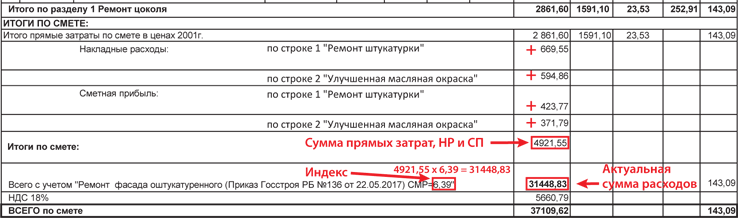 Итого по разделу 1 Ремонт цоколя 2861,60 1591,10 23,53 252,91 143,09
ИТОГИ ПО СМЕТЕ:
Итого прямые затраты по смете в ценах 2001г. 2 861,60 1591,10 23,53 143,09
Накладные расходы: по строке 1 "Ремонт штукатурки" + 669,55
по строке 2 "Улучшенная масляная окраска" + 594,86
Сметная прибыль: по строке 1 "Ремонт штукатурки"
+ 423,77
по строке 2 "Улучшенная масляная окраска" + 371,79
Итоги по смете: Сумма прямых затрат, НР и СП 4921,55
Индекс 4921,55 x 6,39 = 31448,83 Актуальная сумма расходов
Всего с учетом "Ремонт фасада оштукатуренного (Приказ Госстроя РБ №136 от 22.05.2017) СМР=6,39" 31448,83 143,09
НДС 18% 5660,79
ВСЕГО по смете 37109,62 143,09